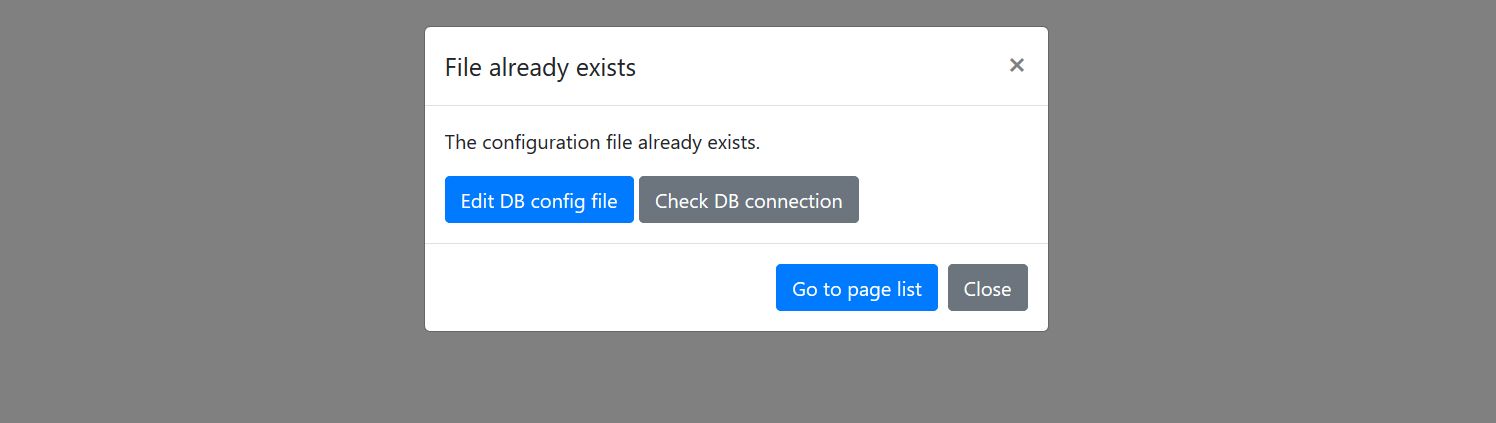 File already exists
×
The configuration file already exists.
Edit DB config file Check DB connection
Go to page list Close